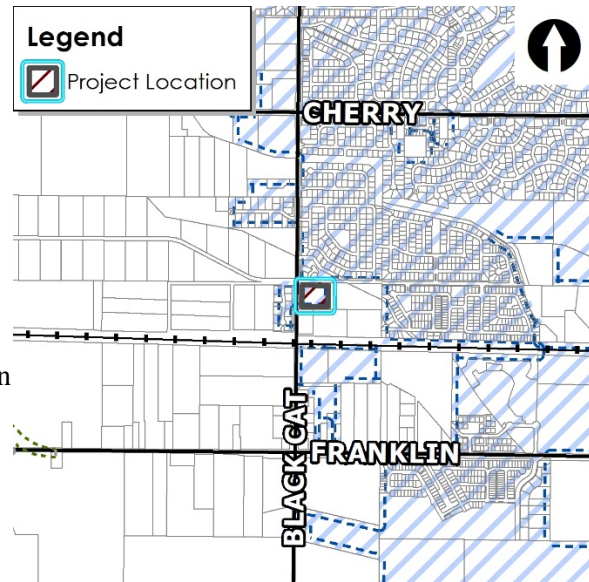 Legend
Project Location
CHERRY
n
BLACK CAT
FRANKLIN